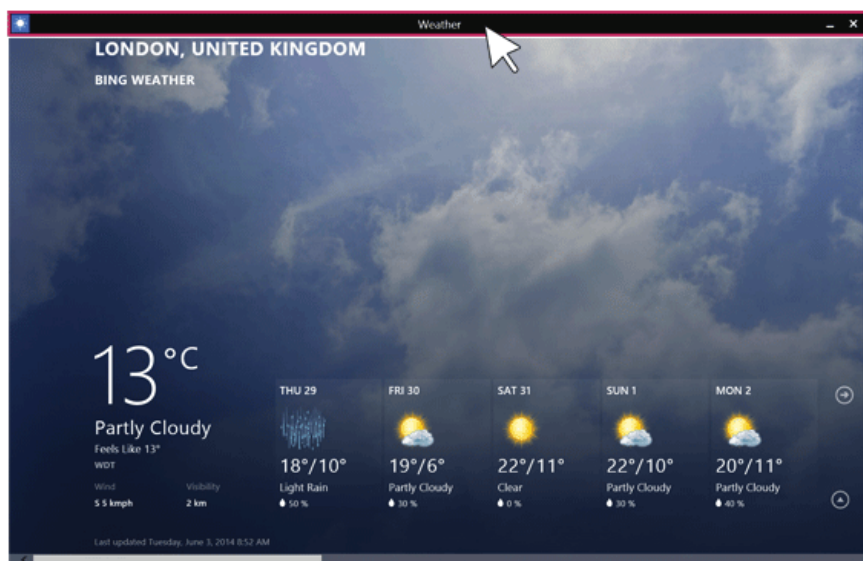 Weather
LONDON, UNITED KINGDOM
BING WEATHER
13°C
Partly Cloudy
Feels Like 13°
WDT
Wind
Visibility
S 5 kmph
2 km
THU 29
18°/10°
Light Rain
50 %
FRI 30
19°/6°
Partly Cloudy
30 %
SAT 31
22°/11°
Clear
0 %
SUN 1
22°/10°
Partly Cloudy
30 %
MON 2
20°/11°
Partly Cloudy
40 %
Last updated Tuesday, June 3, 2014 8:52 AM